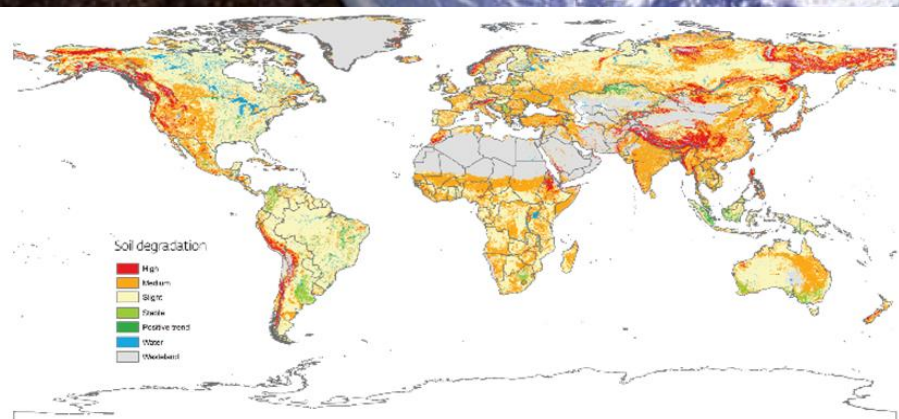 Soil degradation
High
Medium
Slight
Stable
Positive trend
Water
Wasteland